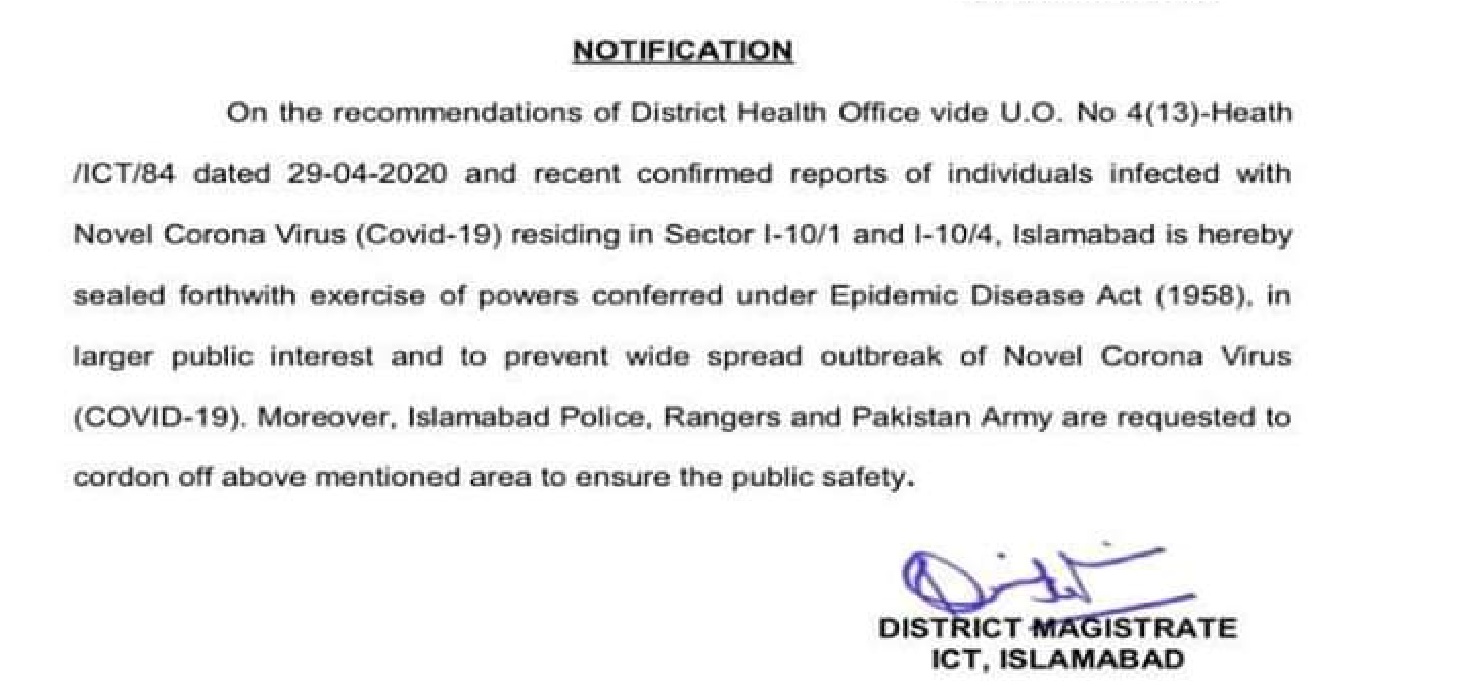 NOTIFICATION
On the recommendations of District Health Office vide U.O. No 4(13)-Heath
/ICT/84 dated 29-04-2020 and recent confirmed reports of individuals infected with
Novel Corona Virus (Covid-19) residing in Sector I-10/1 and I-10/4, Islamabad is hereby
sealed forthwith exercise of powers conferred under Epidemic Disease Act (1958), in
larger public interest and to prevent wide spread outbreak of Novel Corona Virus
(COVID-19). Moreover, Islamabad Police, Rangers and Pakistan Army are requested to
cordon off above mentioned area to ensure the public safety.
DISTRICT MAGISTRATE
ICT, ISLAMABAD